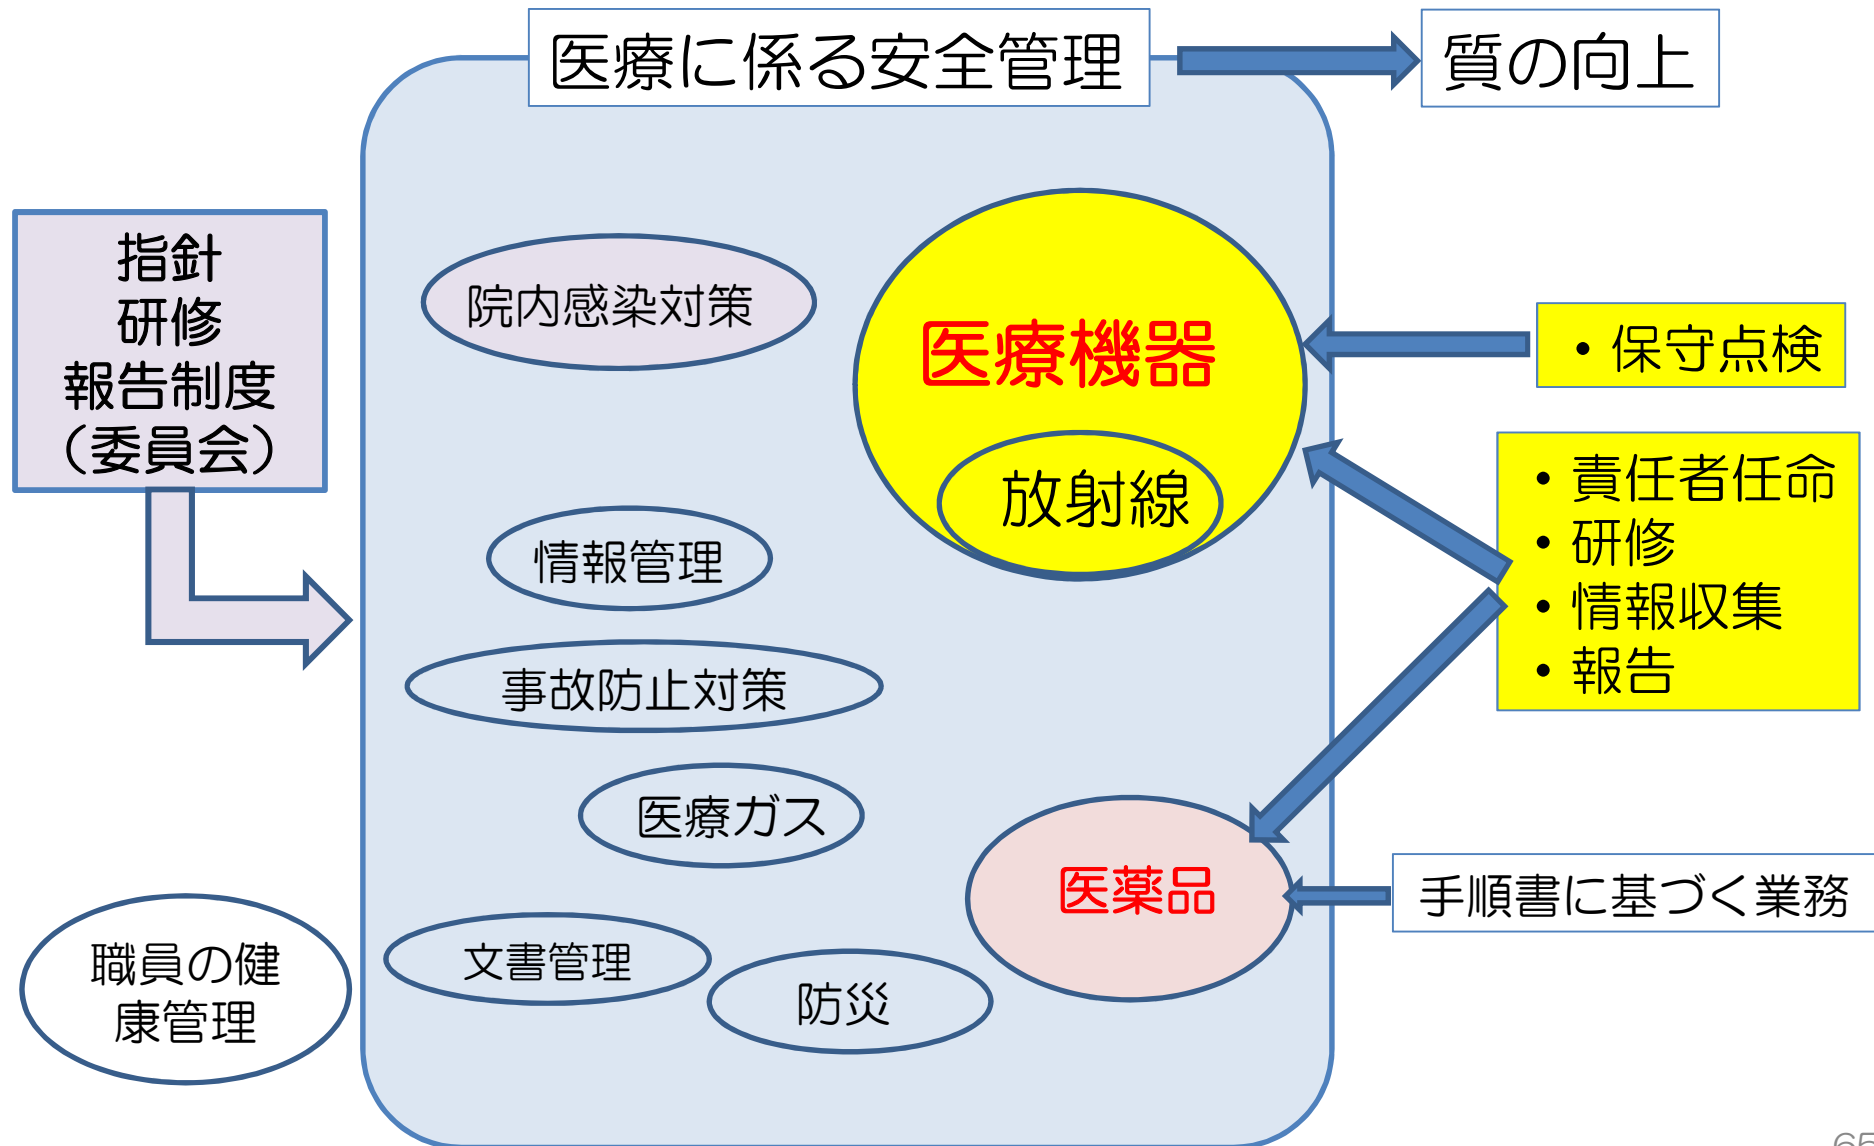 医療に係る安全管理
質の向上
指針
研修
報告制度
（委員会）
院内感染対策
医療機器
放射線
・保守点検
・責任者任命
・研修
・情報収集
・報告
情報管理
事故防止対策
医療ガス
医薬品
手順書に基づく業務
文書管理
防災
職員の健
康管理
65